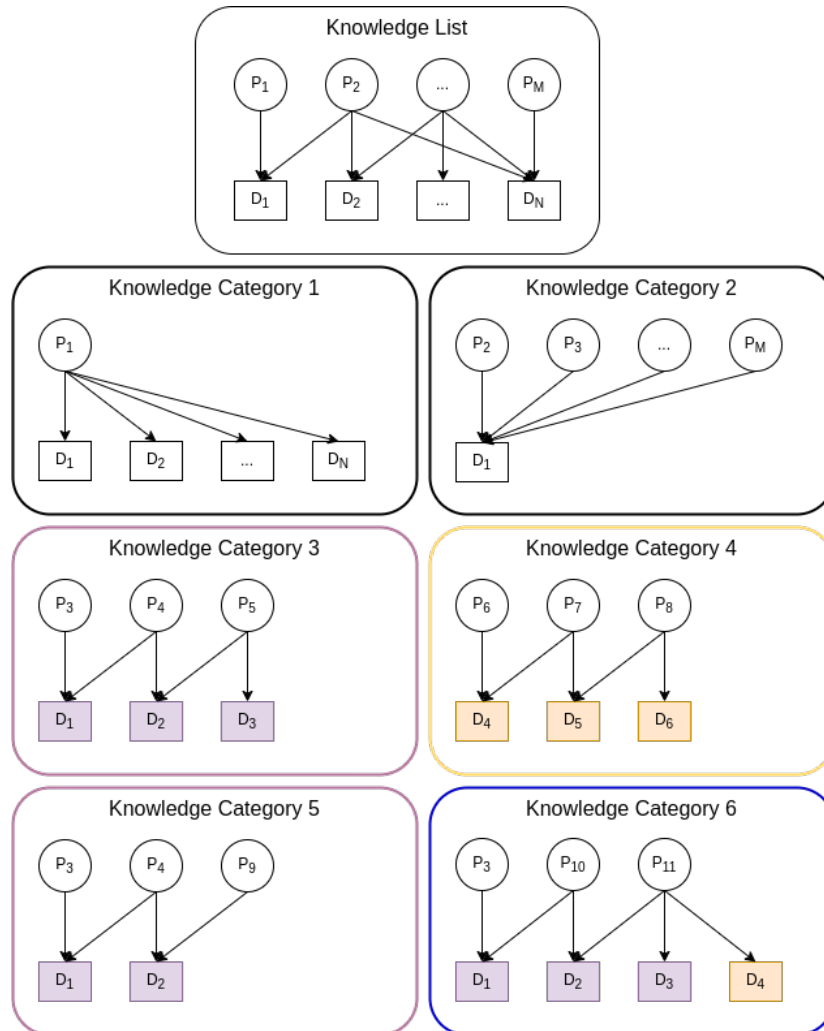 Knowledge List
P1 P2 ... PM
D1 D2 ... DN
Knowledge Category 1
P1
D1 D2 ... DN
Knowledge Category 2
P2 P3 ... PM
D1
Knowledge Category 3
P3 P4 P5
D1 D2 D3
Knowledge Category 4
P6 P7 P8
D4 D5 D6
Knowledge Category 5
P3 P4 P9
D1 D2
Knowledge Category 6
P3 P10 P11
D1 D2 D3 D4